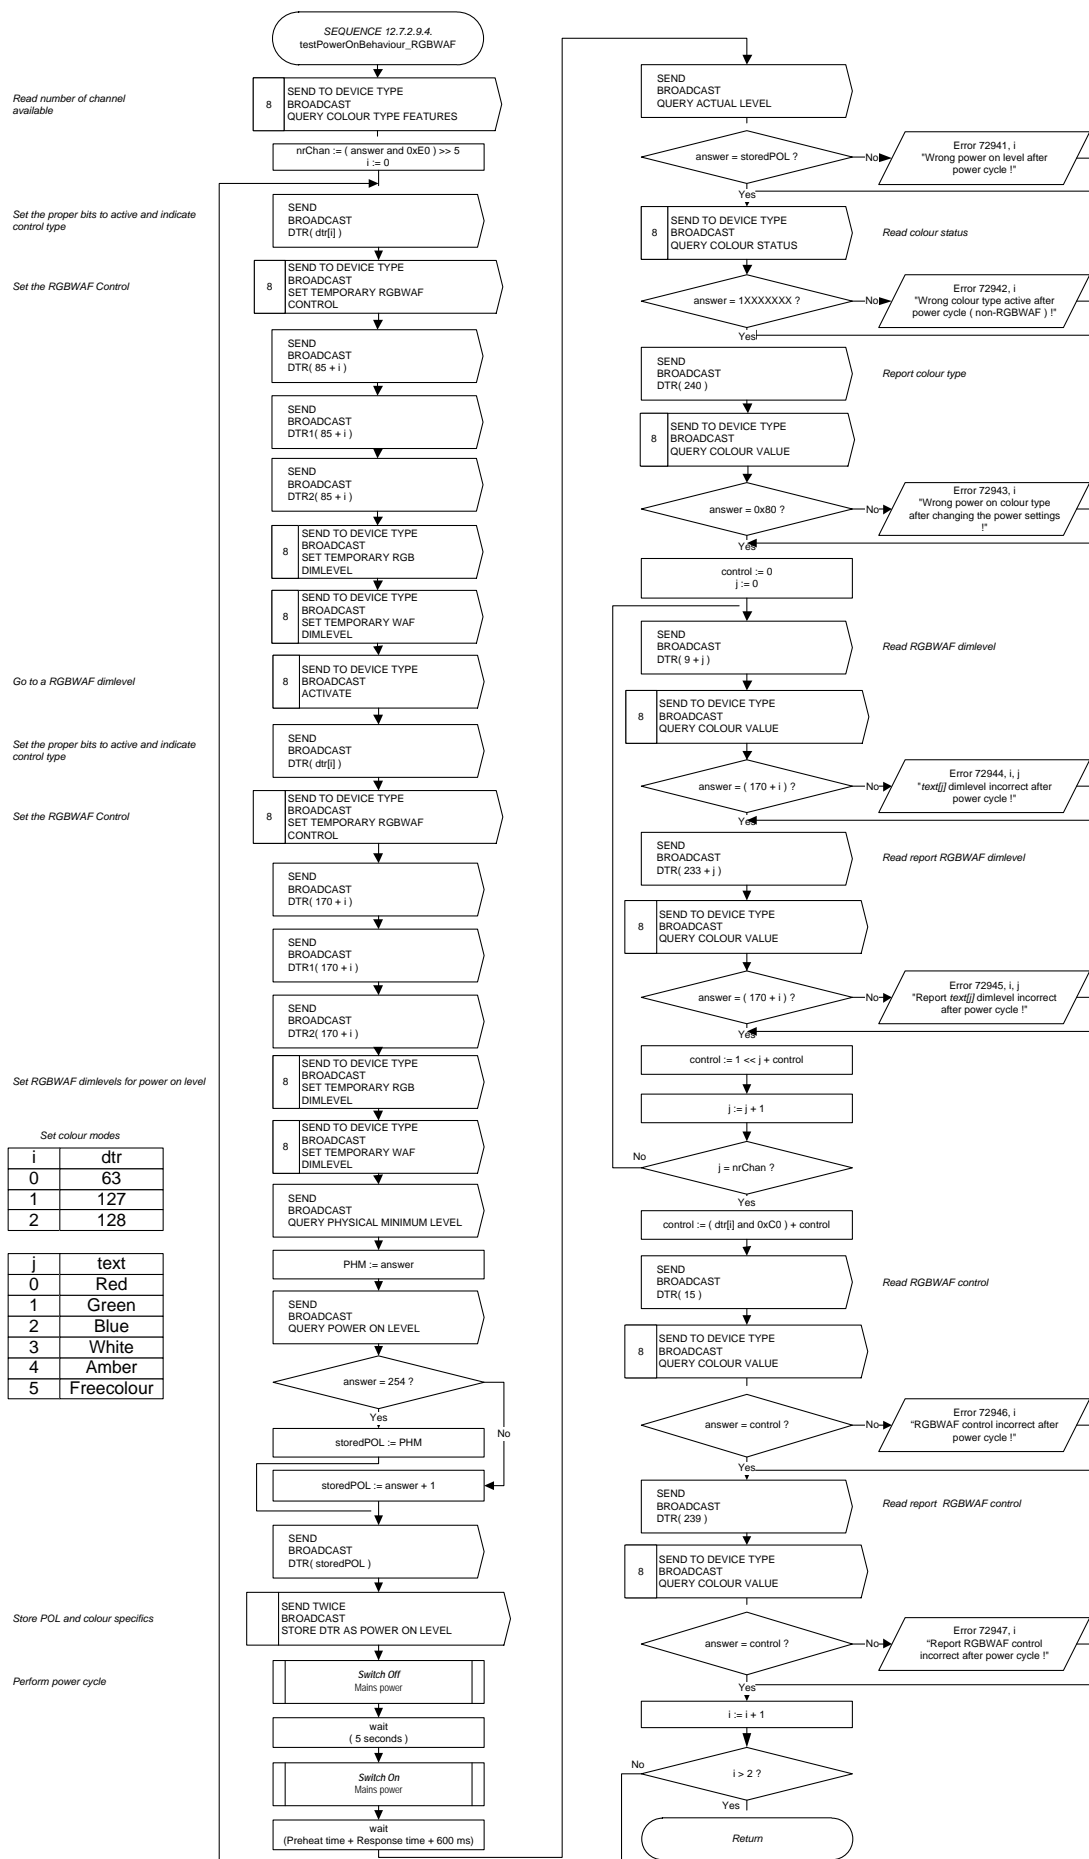 SEQUENCE 12.7.2.9.4.
testPowerOnBehaviour_RGBWAF
Read number of channel
available
8
SEND TO DEVICE TYPE
BROADCAST
QUERY COLOUR TYPE FEATURES
nrChan := ( answer and 0xE0 ) >> 5
i := 0
Set the proper bits to active and indicate
control type
SEND
BROADCAST
DTR( dtr[i] )
Set the RGBWAF Control
8
SEND TO DEVICE TYPE
BROADCAST
SET TEMPORARY RGBWAF
CONTROL
SEND
BROADCAST
DTR( 85 + i )
SEND
BROADCAST
DTR1( 85 + i )
SEND
BROADCAST
DTR2( 85 + i )
8
SEND TO DEVICE TYPE
BROADCAST
SET TEMPORARY RGB
DIMLEVEL
8
SEND TO DEVICE TYPE
BROADCAST
SET TEMPORARY WAF
DIMLEVEL
Go to a RGBWAF dimlevel
8
SEND TO DEVICE TYPE
BROADCAST
ACTIVATE
Set the proper bits to active and indicate
control type
SEND
BROADCAST
DTR( dtr[i] )
Set the RGBWAF Control
8
SEND TO DEVICE TYPE
BROADCAST
SET TEMPORARY RGBWAF
CONTROL
SEND
BROADCAST
DTR( 170 + i )
SEND
BROADCAST
DTR1( 170 + i )
SEND
BROADCAST
DTR2( 170 + i )
Set RGBWAF dimlevels for power on level
8
SEND TO DEVICE TYPE
BROADCAST
SET TEMPORARY RGB
DIMLEVEL
8
SEND TO DEVICE TYPE
BROADCAST
SET TEMPORARY WAF
DIMLEVEL
Set colour modes
i dtr
0 63
1 127
2 128
j text
0 Red
1 Green
2 Blue
3 White
4 Amber
5 Freecolour
SEND
BROADCAST
QUERY PHYSICAL MINIMUM LEVEL
PHM := answer
SEND
BROADCAST
QUERY POWER ON LEVEL
answer = 254 ?
Yes
No
storedPOL := PHM
storedPOL := answer + 1
SEND
BROADCAST
DTR( storedPOL )
Store POL and colour specifics
SEND TWICE
BROADCAST
STORE DTR AS POWER ON LEVEL
Perform power cycle
Switch Off
Mains power
wait
( 5 seconds )
Switch On
Mains power
wait
(Preheat time + Response time + 600 ms)
SEND
BROADCAST
QUERY ACTUAL LEVEL
answer = storedPOL ?
No
Error 72941, i
"Wrong power on level after
power cycle !"
Yes
8
SEND TO DEVICE TYPE
BROADCAST
QUERY COLOUR STATUS
Read colour status
answer = 1XXXXXXX ?
No
Error 72942, i
"Wrong colour type active after
power cycle ( non-RGBWAF ) !"
Yes
SEND
BROADCAST
DTR( 240 )
Report colour type
8
SEND TO DEVICE TYPE
BROADCAST
QUERY COLOUR VALUE
answer = 0x80 ?
No
Error 72943, i
"Wrong power on colour type
after changing the power settings
!"
Yes
control := 0
j := 0
SEND
BROADCAST
DTR( 9 + j )
Read RGBWAF dimlevel
8
SEND TO DEVICE TYPE
BROADCAST
QUERY COLOUR VALUE
answer = ( 170 + i ) ?
No
Error 72944, i, j
"text[j] dimlevel incorrect after
power cycle !"
Yes
SEND
BROADCAST
DTR( 233 + j )
Read report RGBWAF dimlevel
8
SEND TO DEVICE TYPE
BROADCAST
QUERY COLOUR VALUE
answer = ( 170 + i ) ?
No
Error 72945, i, j
"Report text[j] dimlevel incorrect
after power cycle !"
Yes
control := 1 << j + control
j := j + 1
No
j = nrChan ?
Yes
control := ( dtr[i] and 0xC0 ) + control
SEND
BROADCAST
DTR( 15 )
Read RGBWAF control
8
SEND TO DEVICE TYPE
BROADCAST
QUERY COLOUR VALUE
answer = control ?
No
Error 72946, i
"RGBWAF control incorrect after
power cycle !"
Yes
SEND
BROADCAST
DTR( 239 )
Read report RGBWAF control
8
SEND TO DEVICE TYPE
BROADCAST
QUERY COLOUR VALUE
answer = control ?
No
Error 72947, i
"Report RGBWAF control
incorrect after power cycle !"
Yes
i := i + 1
No
i > 2 ?
Yes
Return